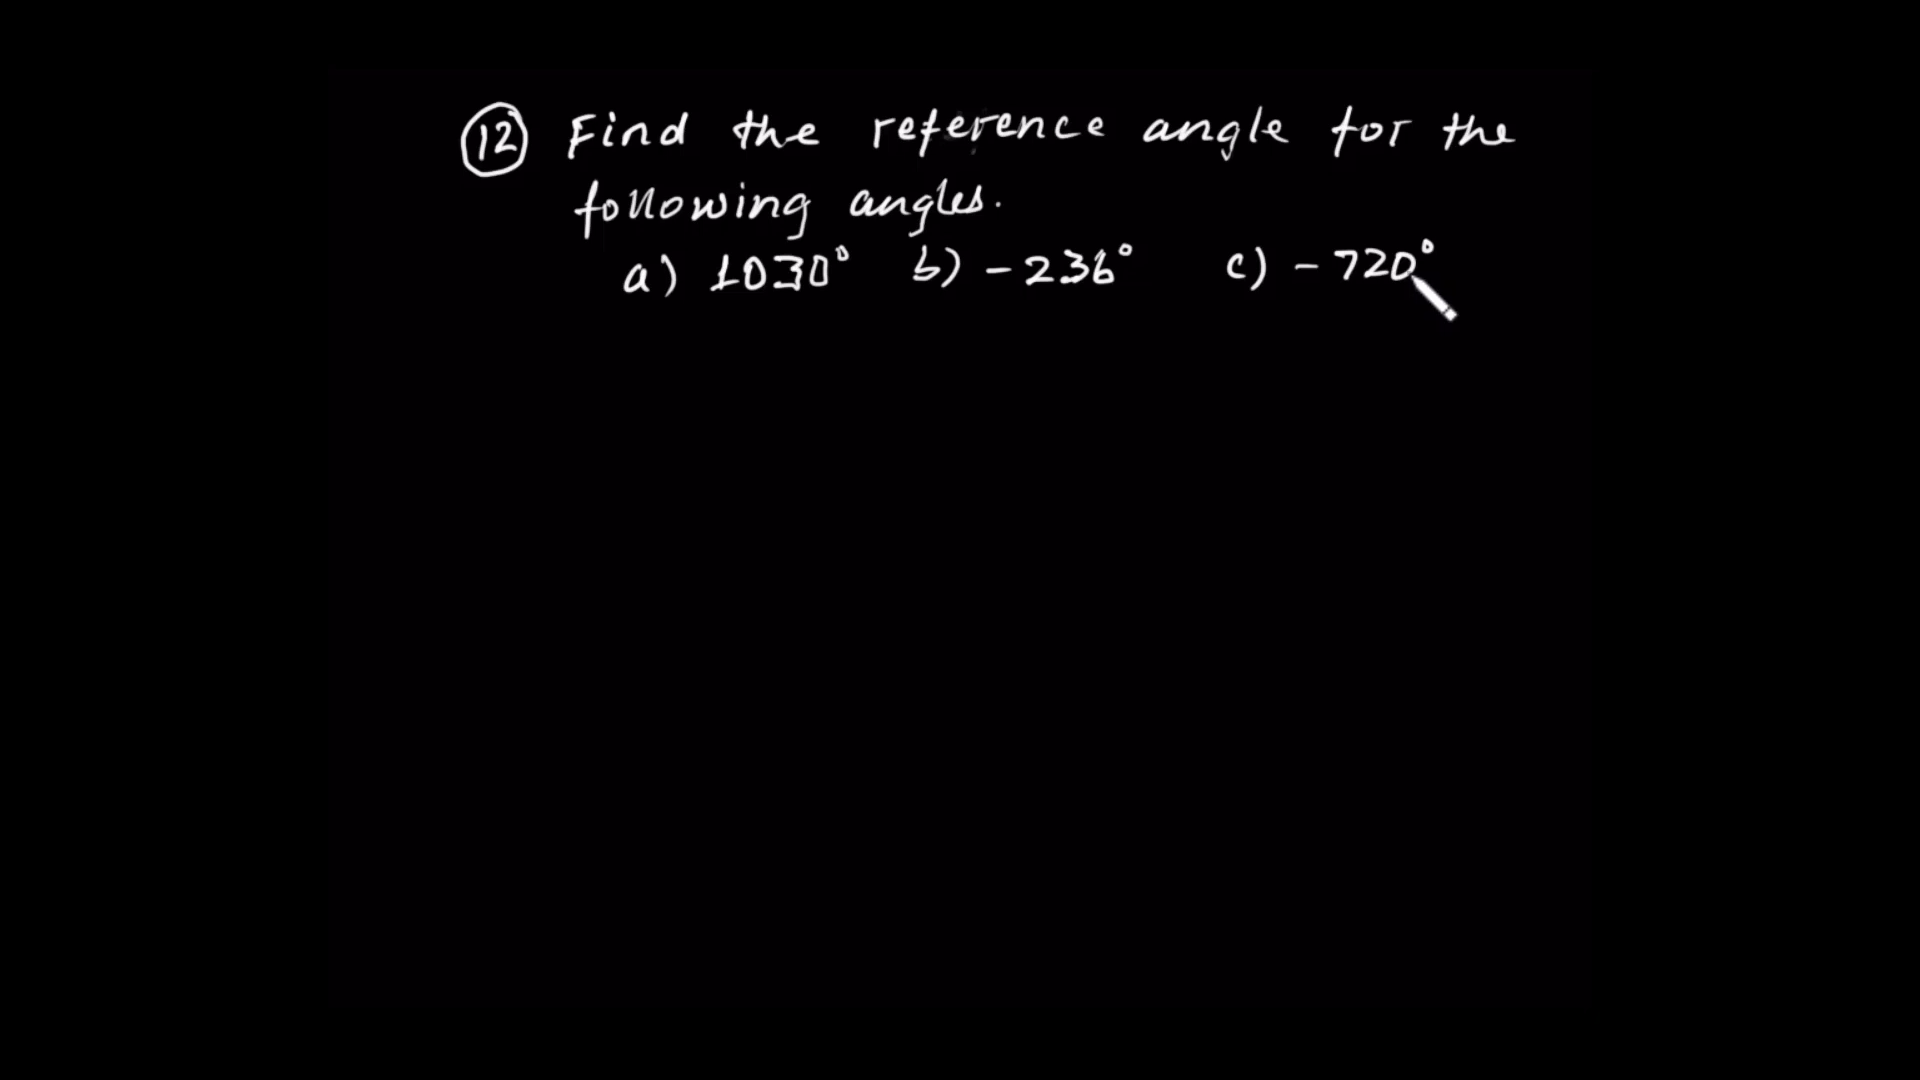 12 Find the reference angle for the
following angles.
a) 1030° b) -236° c) -720°